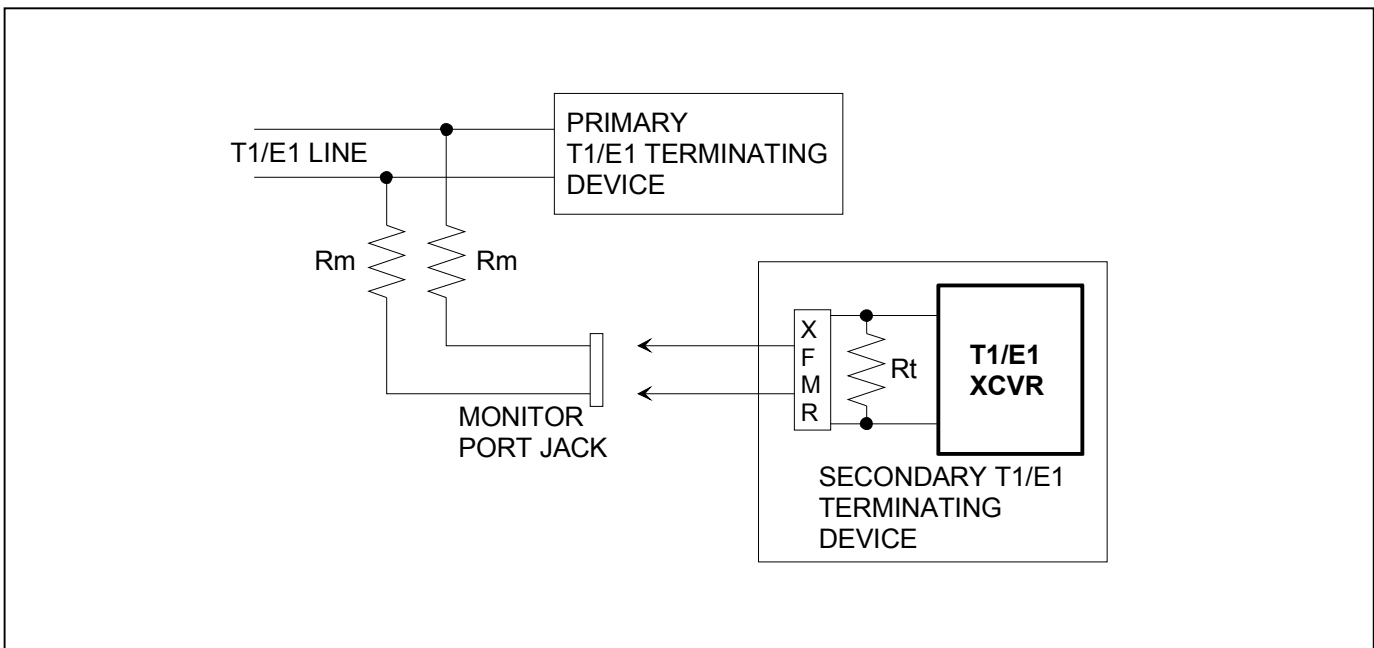 PRIMARY
T1/E1 TERMINATING
DEVICE
T1/E1 LINE
Rm
Rm
MONITOR
PORT JACK
X
F
M
R
Rt
T1/E1
XCVR
SECONDARY T1/E1
TERMINATING
DEVICE